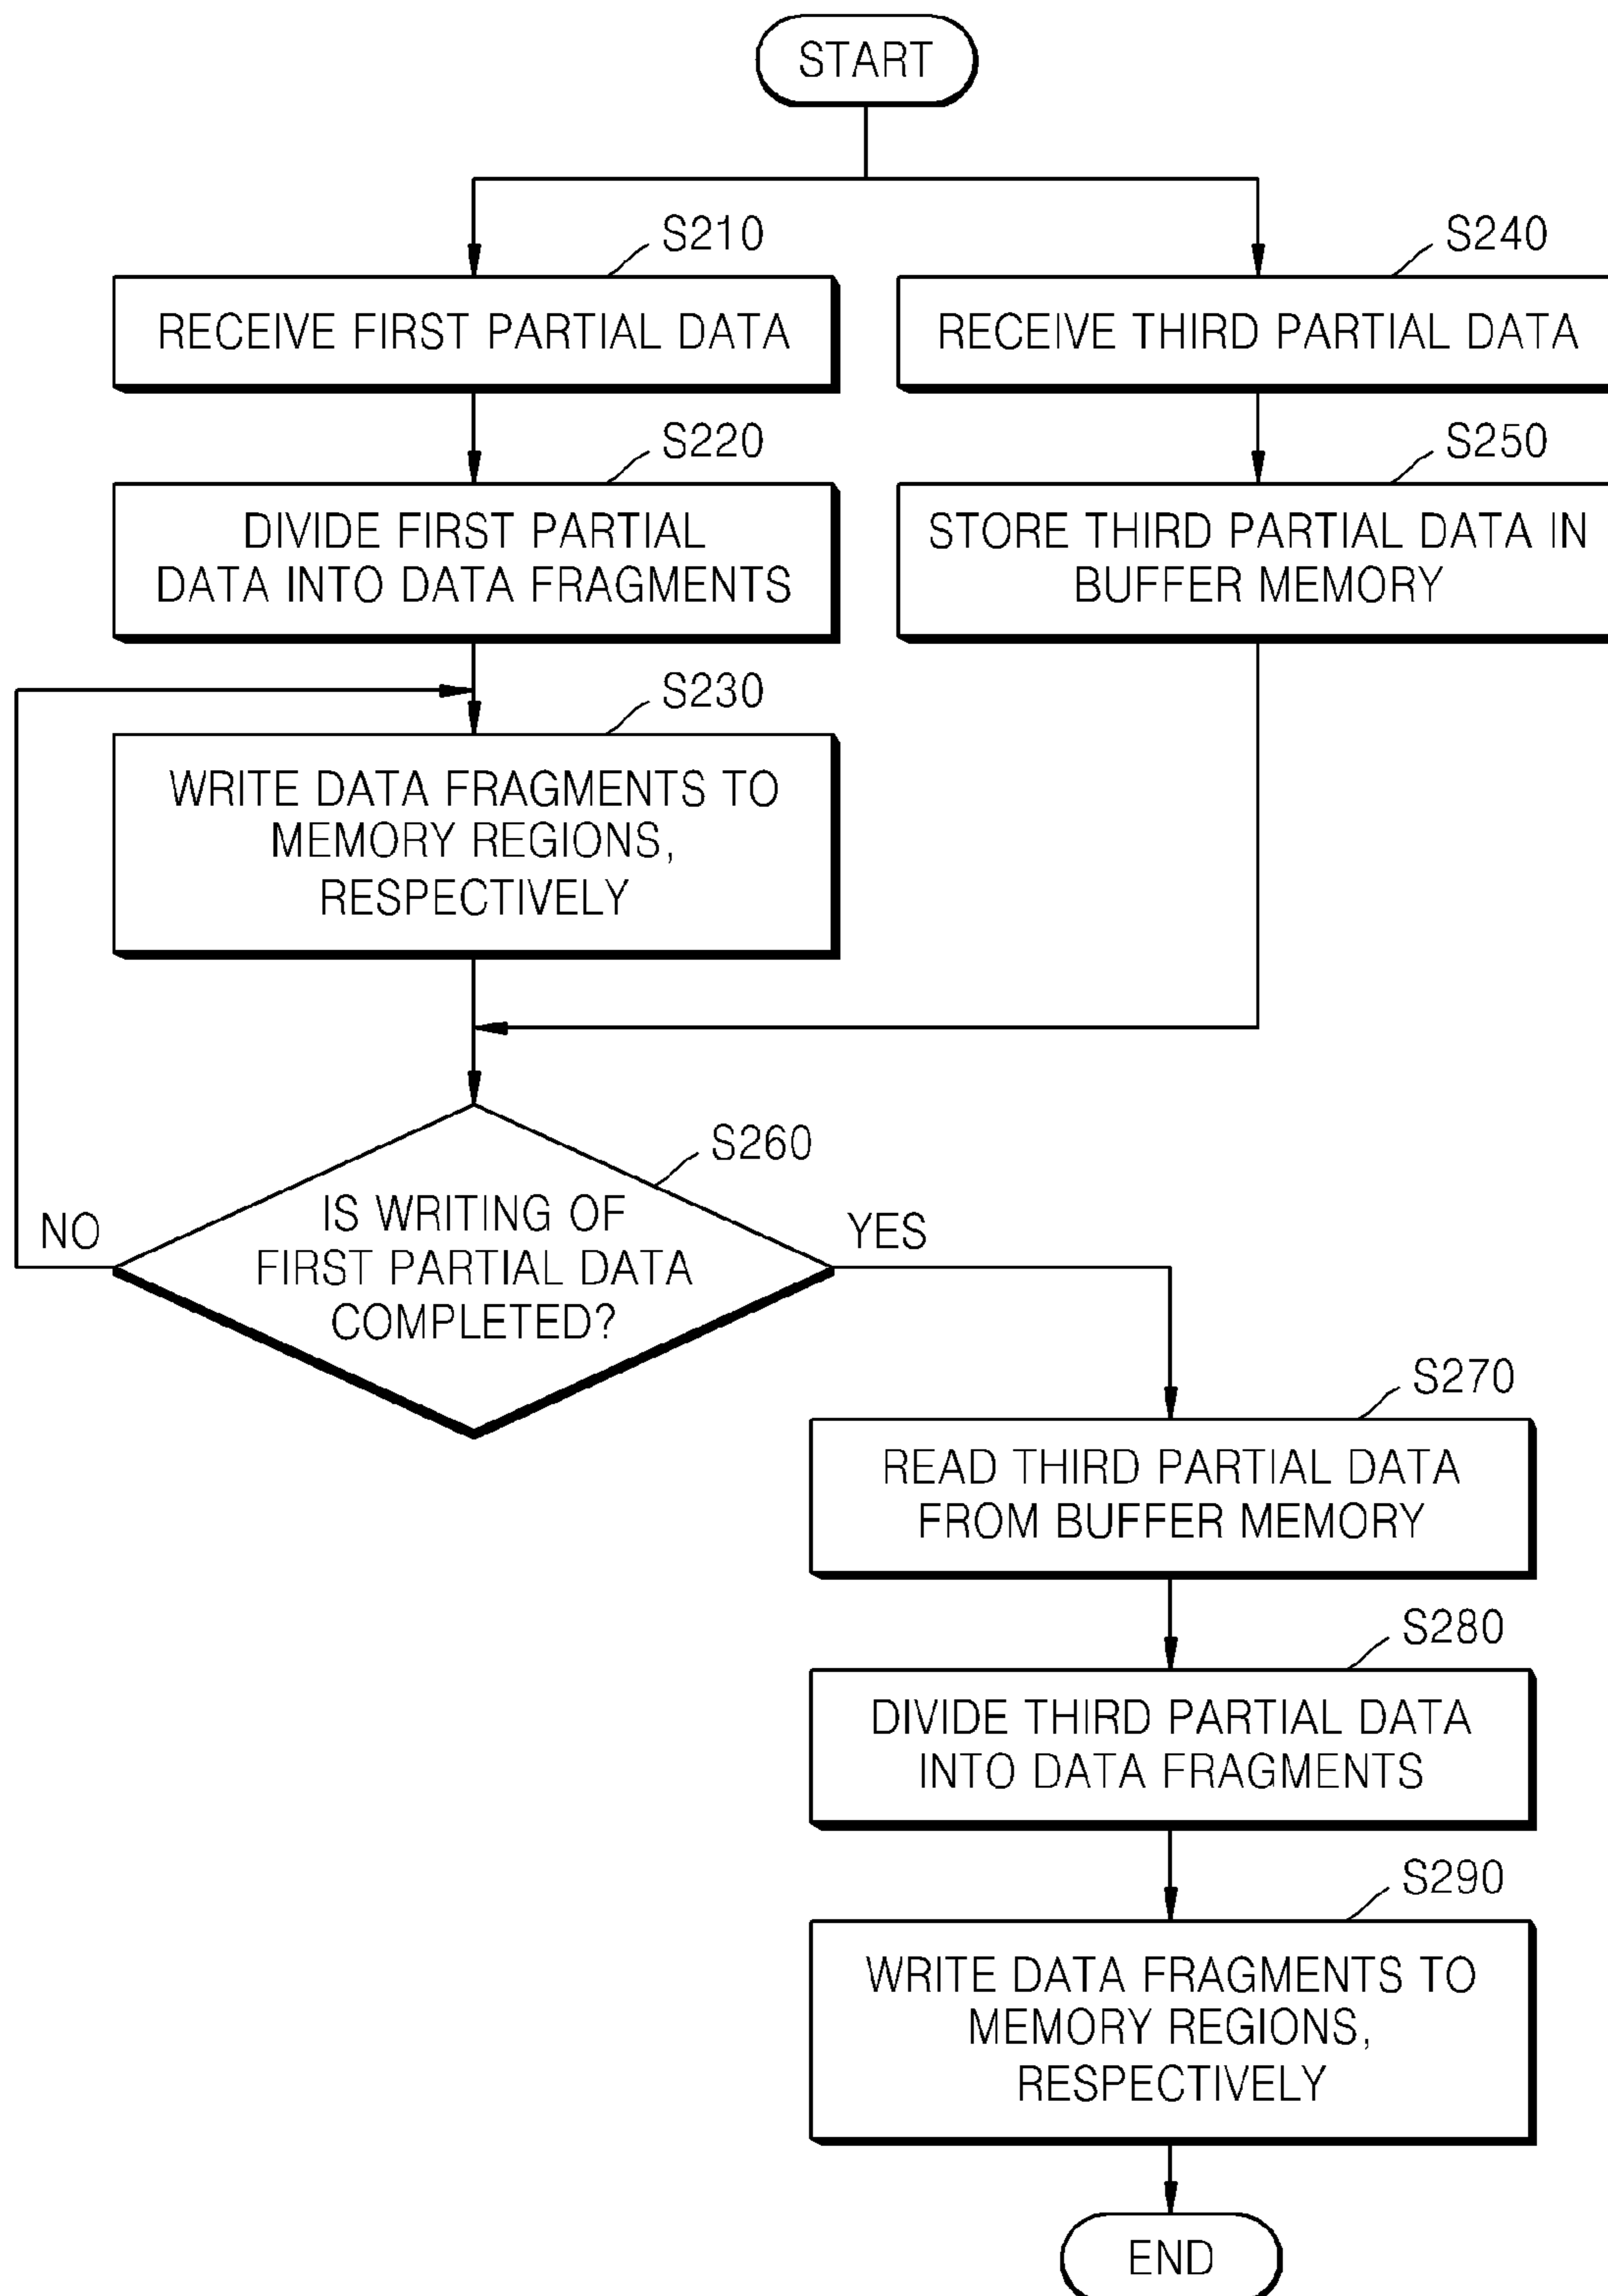 START
S210
RECEIVE FIRST PARTIAL DATA
S240
RECEIVE THIRD PARTIAL DATA
S220
DIVIDE FIRST PARTIAL
DATA INTO DATA FRAGMENTS
S250
STORE THIRD PARTIAL DATA IN
BUFFER MEMORY
S230
WRITE DATA FRAGMENTS TO
MEMORY REGIONS,
RESPECTIVELY
S260
IS WRITING OF
FIRST PARTIAL DATA
COMPLETED?
NO
YES
S270
READ THIRD PARTIAL DATA
FROM BUFFER MEMORY
S280
DIVIDE THIRD PARTIAL DATA
INTO DATA FRAGMENTS
S290
WRITE DATA FRAGMENTS TO
MEMORY REGIONS,
RESPECTIVELY
END